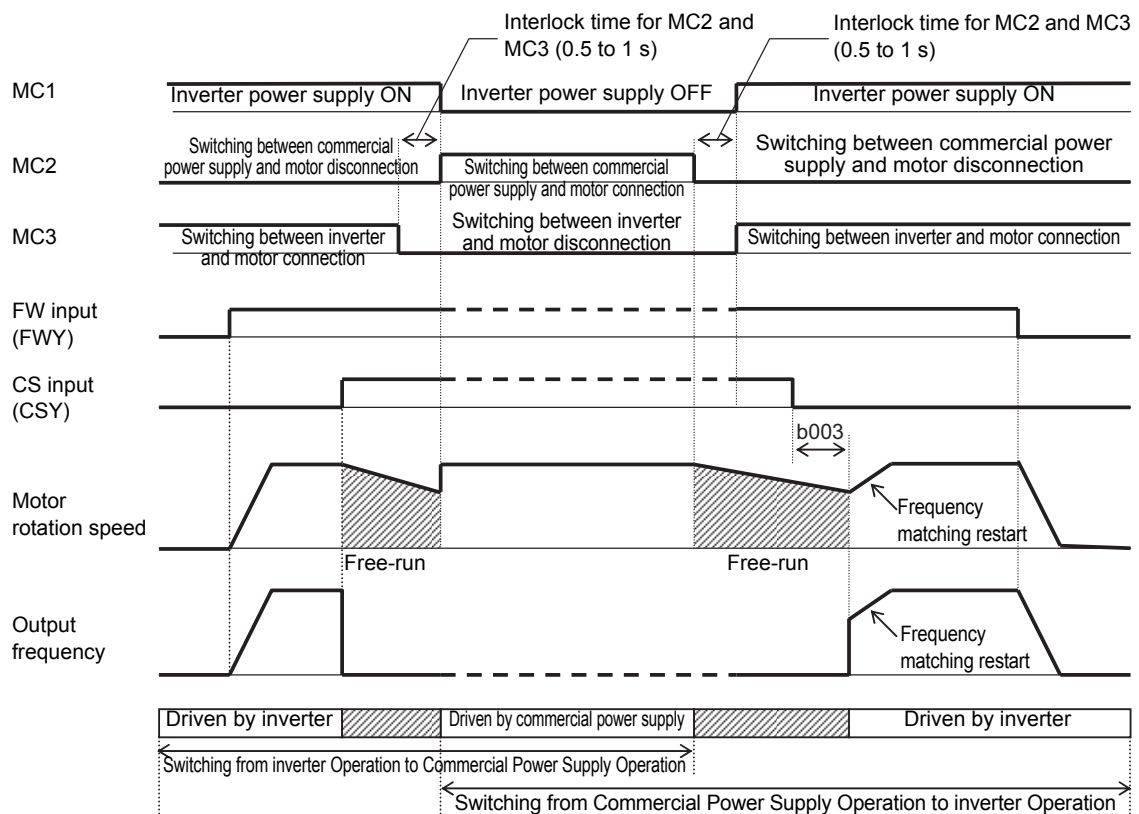 Interlock time for MC2 and
MC3 (0.5 to 1 s)
Interlock time for MC2 and MC3
(0.5 to 1 s)
MC1
Inverter power supply ON
Inverter power supply OFF
Inverter power supply ON
MC2
Switching between commercial
power supply and motor disconnection
Switching between commercial
power supply and motor connection
Switching between commercial power
supply and motor disconnection
MC3
Switching between inverter
and motor connection
Switching between inverter
and motor disconnection
Switching between inverter and motor connection
FW input
(FWY)
CS input
(CSY)
b003
Motor
rotation speed
Free-run
Free-run
Frequency
matching restart
Output
frequency
Frequency
matching restart
Driven by inverter
Driven by commercial power supply
Driven by inverter
Switching from inverter Operation to Commercial Power Supply Operation
Switching from Commercial Power Supply Operation to inverter Operation